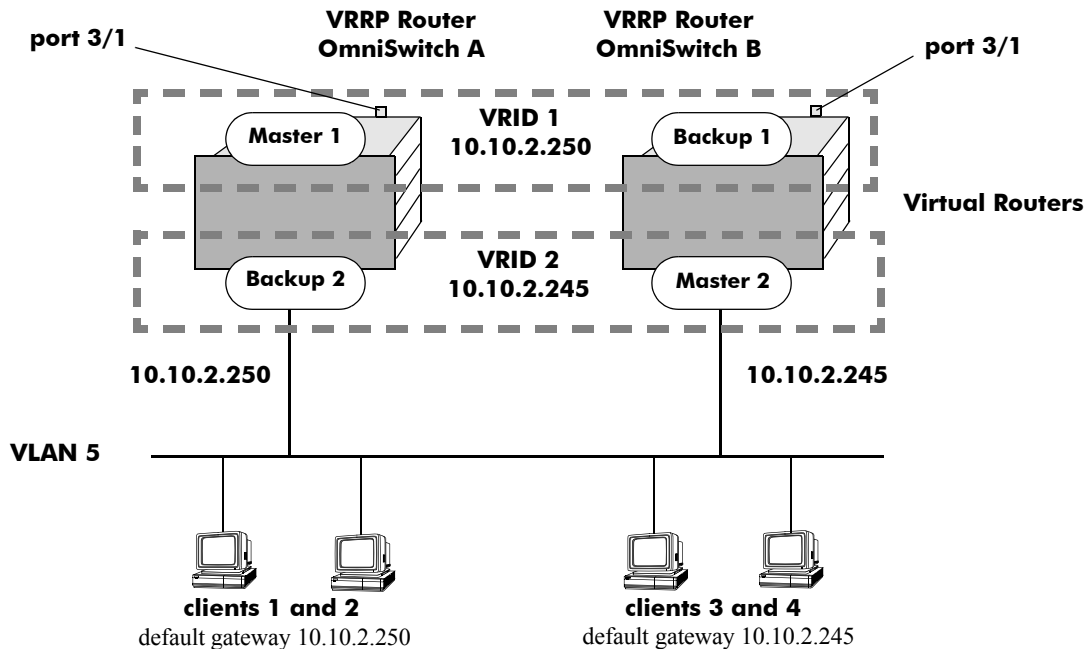 VRRP Router
OmniSwitch A
VRRP Router
OmniSwitch B
port 3/1
port 3/1
VRID 1
10.10.2.250
Master 1
Backup 1
Virtual Routers
VRID 2
10.10.2.245
Backup 2
Master 2
10.10.2.250
10.10.2.245
VLAN 5
clients 1 and 2
default gateway 10.10.2.250
clients 3 and 4
default gateway 10.10.2.245